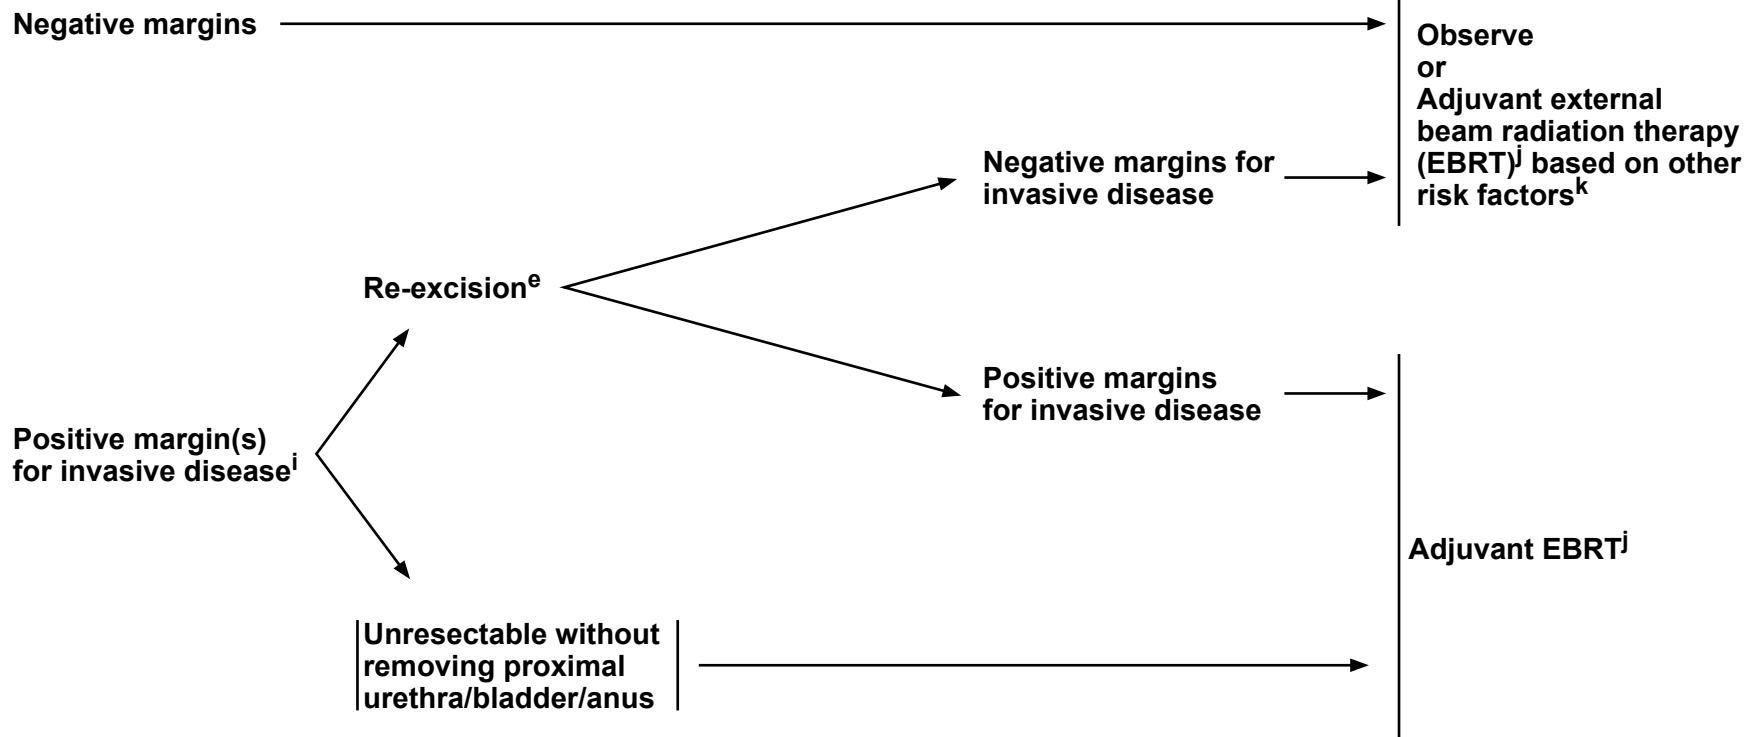 Negative margins
Observe
or
Adjuvant external
beam radiation therapy
(EBRT)j based on other
risk factorsk
Negative margins for
invasive disease
Re-excisione
Positive margins
for invasive disease
Positive margin(s)
for invasive diseasei
Adjuvant EBRTj
Unresectable without
removing proximal
urethra/bladder/anus